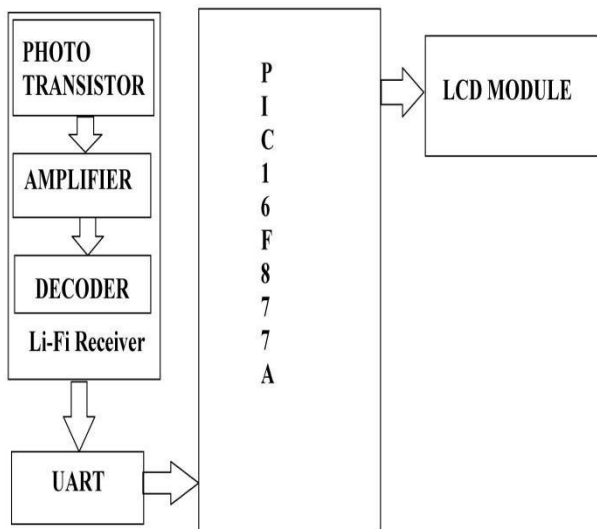 PHOTO
TRANSISTOR
AMPLIFIER
DECODER
Li-Fi Receiver
UART
P
I
C
1
6
F
8
7
7
A
LCD MODULE